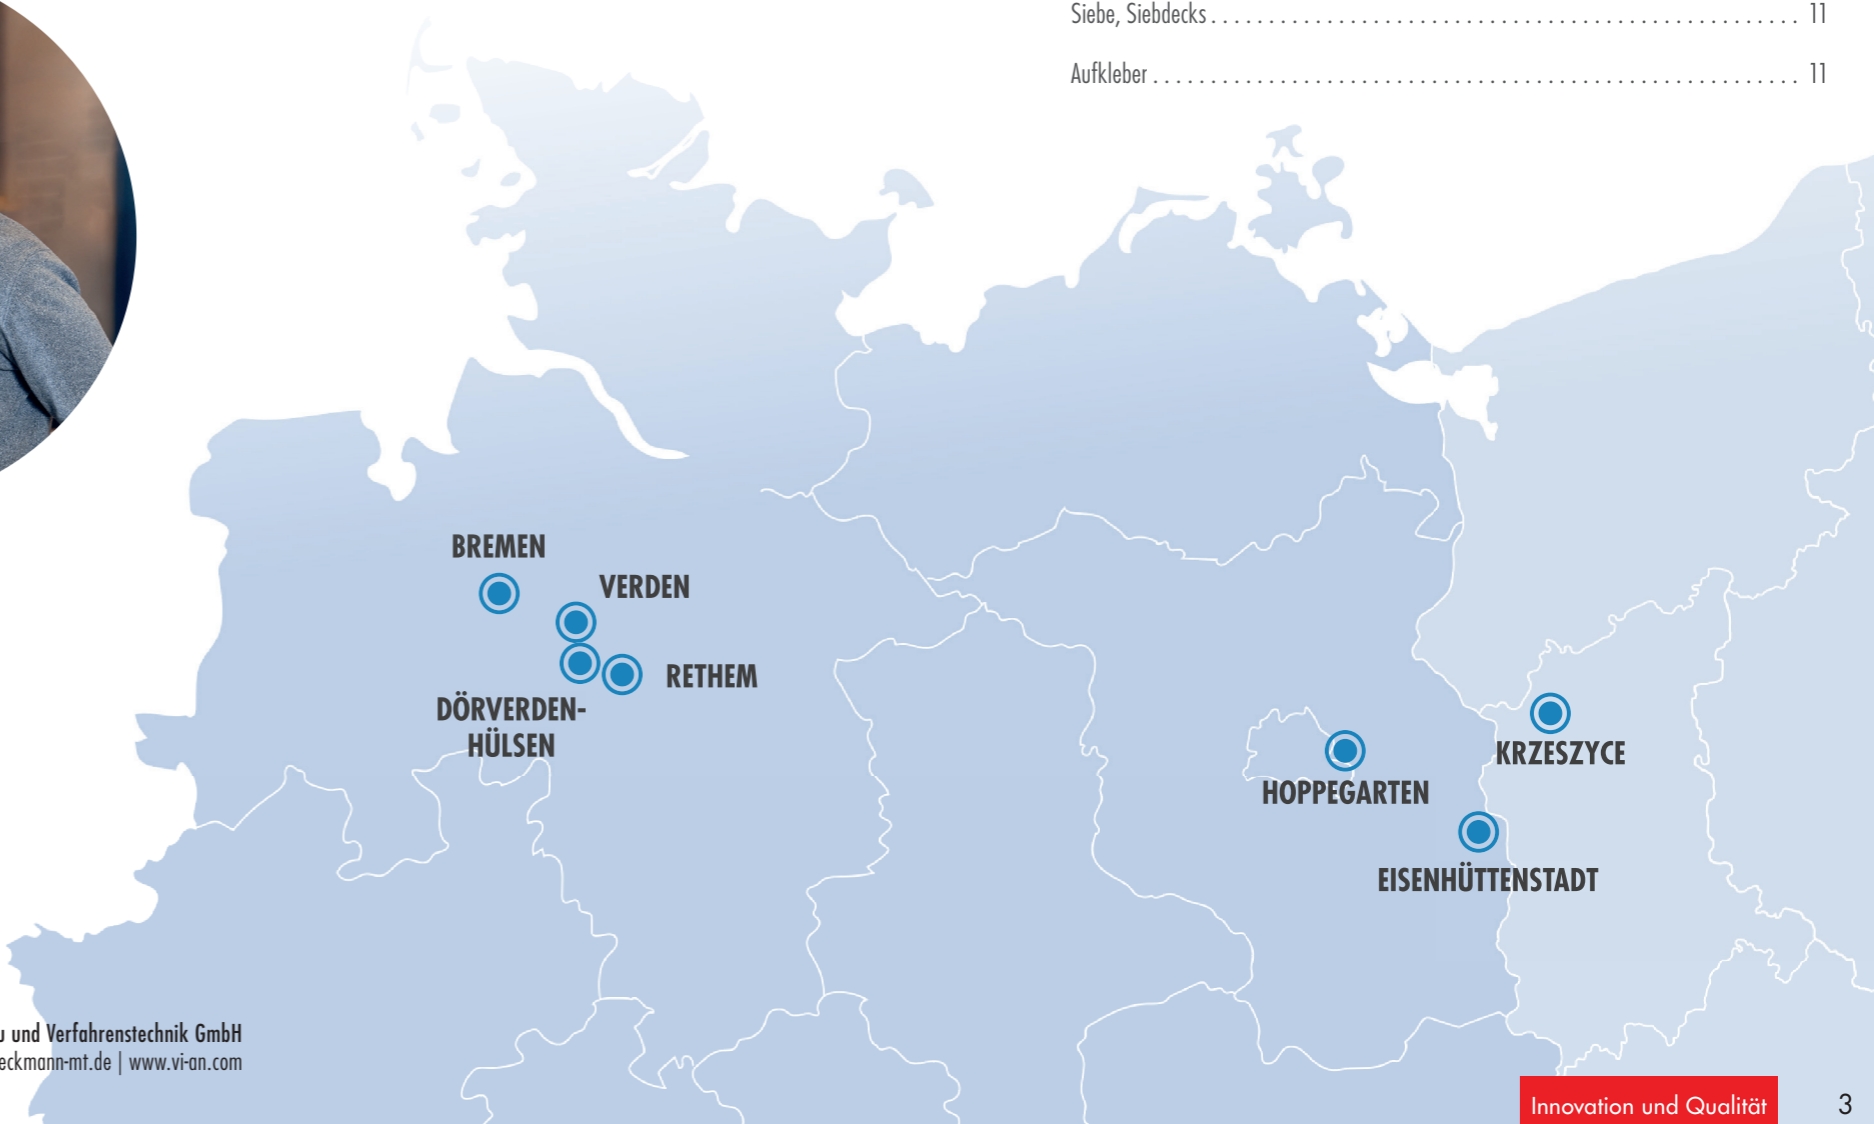 Siebe, Siebdecks . . . . . . . . . . . . . . . . . . . . . . . . . . . . . . . . . . . . . . . . . . . . . . . . . . . . . . . . . . . 11
Aufkleber . . . . . . . . . . . . . . . . . . . . . . . . . . . . . . . . . . . . . . . . . . . . . . . . . . . . . . . . . . . . . . . . 11
BREMEN
VERDEN
RETHEM
DÖRVERDEN-
HÜLSEN
KRZESZYCE
HOPPEGARTEN
EISENHÜTTENSTADT
und Verfahrenstechnik GmbH
eckmann-mt.de | www.vi-an.com
Innovation und Qualität 3